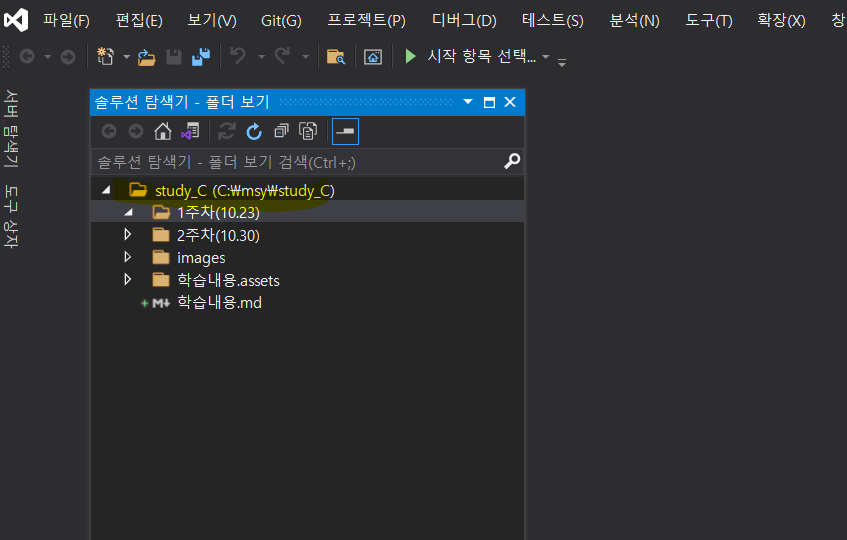 파일(F) 편집(E) 보기(V) Git(G) 프로젝트(P) 디버그(D) 테스트(S) 분석(N) 도구(T) 확장(X) 창
시작 항목 선택...
서버 탐색기
도구 상자
솔루션 탐색기 - 폴더 보기
솔루션 탐색기 - 폴더 보기 검색(Ctrl+;)
study_C (C:₩msy₩study_C)
1주차(10.23)
2주차(10.30)
images
학습내용.assets
학습내용.md